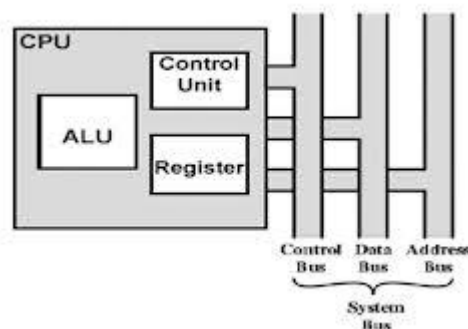 CPU
Control
Unit
ALU
Register
Control Data Address
Bus Bus Bus
System
Bus